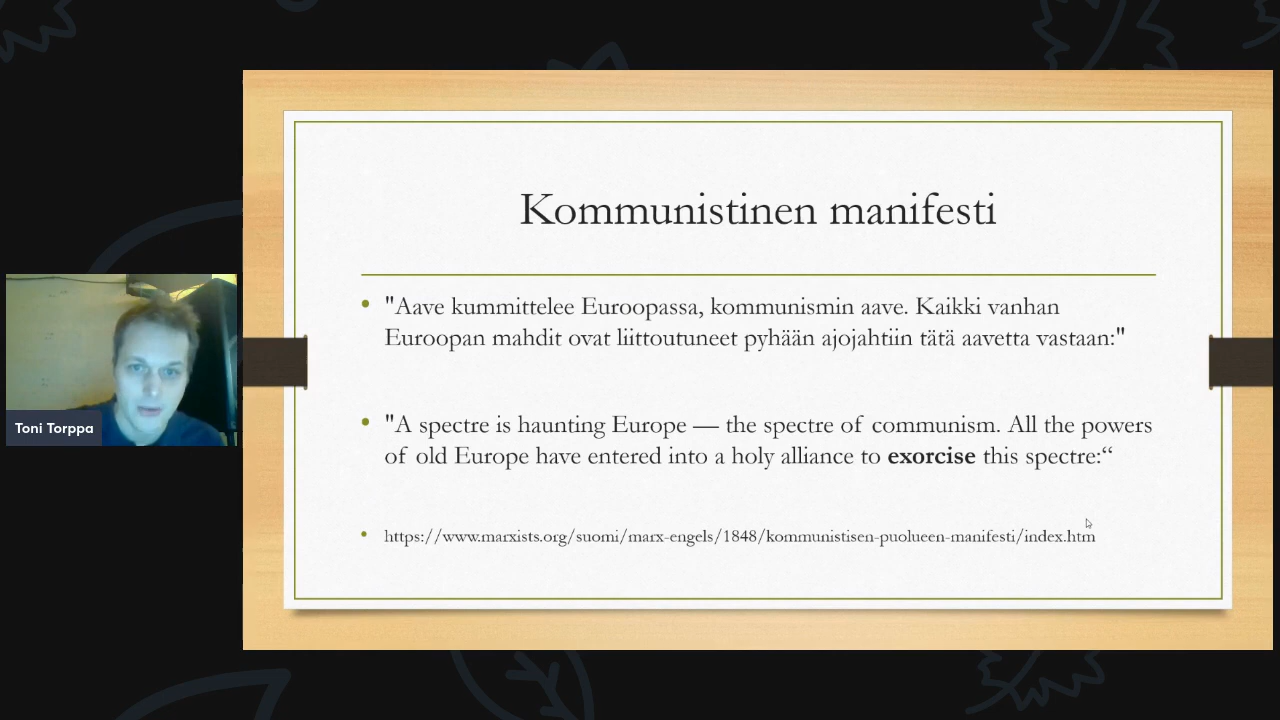 Kommunistinen manifesti
"Aave kummittelee Euroopassa, kommunismin aave. Kaikki vanhan
Euroopan mahdit ovat liittoutuneet pyhään ajojahtiin tätä aavetta vastaan:"
"A spectre is haunting Europe — the spectre of communism. All the powers
of old Europe have entered into a holy alliance to exorcise this spectre:“
https://www.marxists.org/suomi/marx-engels/1848/kommunistisen-puolueen-manifesti/index.htm
Toni Torppa